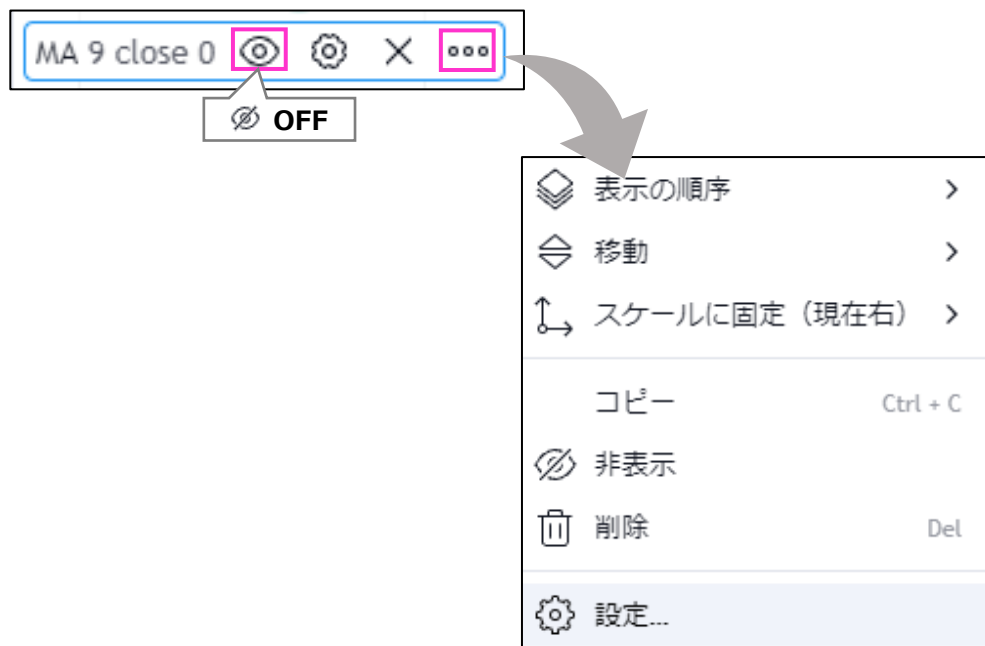 MA 9 close 0
OFF
表示の順序
移動
スケールに固定（現在右）
コピー Ctrl + C
非表示
削除 Del
設定...